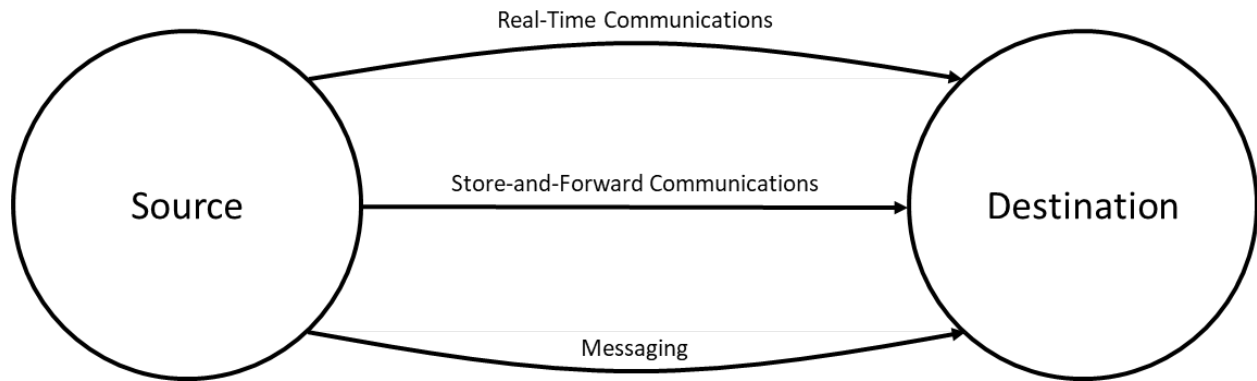 Real-Time Communications
Source
Store-and-Forward Communications
Destination
Messaging